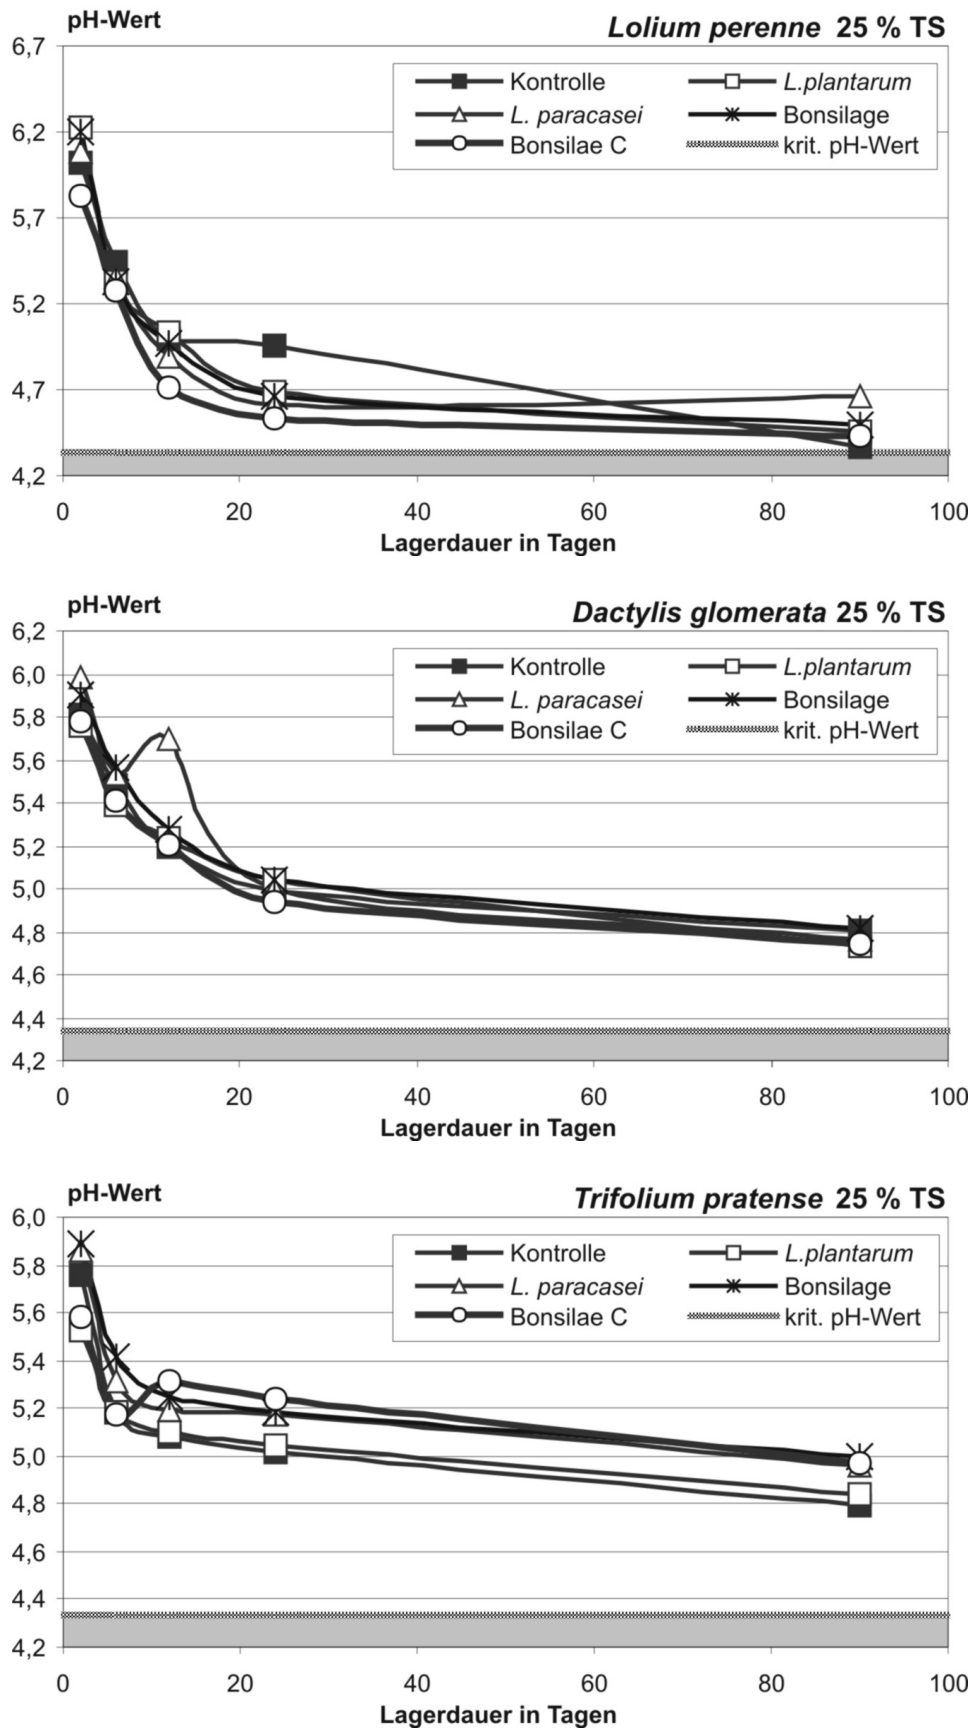 pH-Wert
Lolium perenne 25 % TS
6,7
6,2
5,7
5,2
4,7
4,2
Kontrolle
L.plantarum
L. paracasei
Bonsilage
Bonsilae C
krit. pH-Wert
0 20 40 60 80 100
Lagerdauer in Tagen
pH-Wert
Dactylis glomerata 25 % TS
6,2
6,0
5,8
5,6
5,4
5,2
5,0
4,8
4,6
4,4
4,2
Kontrolle
L.plantarum
L. paracasei
Bonsilage
Bonsilae C
krit. pH-Wert
0 20 40 60 80 100
Lagerdauer in Tagen
pH-Wert
Trifolium pratense 25 % TS
6,0
5,8
5,6
5,4
5,2
5,0
4,8
4,6
4,4
4,2
Kontrolle
L.plantarum
L. paracasei
Bonsilage
Bonsilae C
krit. pH-Wert
0 20 40 60 80 100
Lagerdauer in Tagen